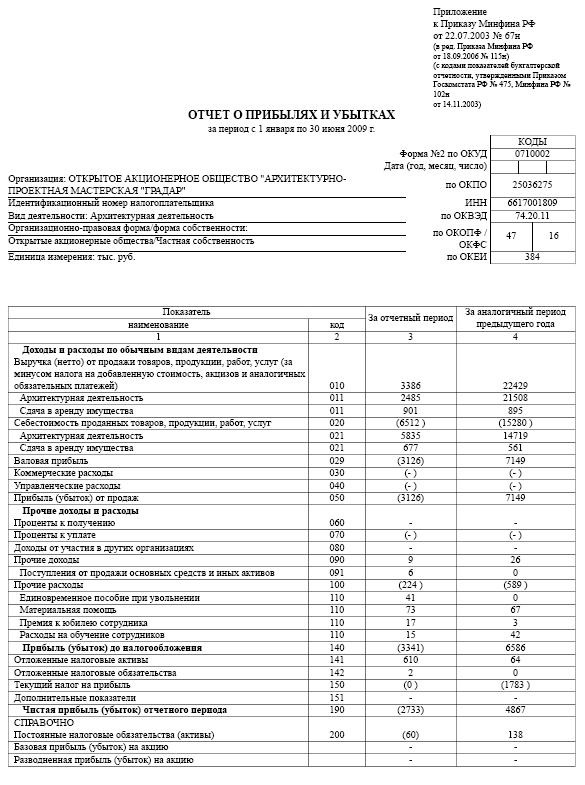 Приложение
к Приказу Минфина РФ
от 22.07.2003 № 67н
(в ред. Приказа Минфина РФ
от 18.09.2006 № 115н)
(с кодами показателей бухгалтерской
отчетности, утвержденными Приказом
Госкомстата РФ № 475, Минфина РФ №
102н
от 14.11.2003)
ОТЧЕТ О ПРИБЫЛЯХ И УБЫТКАХ
за период с 1 января по 30 июня 2009 г.
КОДЫ
Форма №2 по ОКУД 0710002
Дата (год, месяц, число)
Организация: ОТКРЫТОЕ АКЦИОНЕРНОЕ ОБЩЕСТВО "АРХИТЕКТУРНО-
ПРОЕКТНАЯ МАСТЕРСКАЯ "ГРАДАР" по ОКПО 25036275
Идентификационный номер налогоплательщика ИНН 6617001809
Вид деятельности: Архитектурная деятельность по ОКВЭД 74.20.11
Организационно-правовая форма/форма собственности:
Открытые акционерные общества/Частная собственность
по ОКОПФ / 47 16
ОКФС
Единица измерения: тыс. руб. по ОКЕИ 384
Показатель За отчетный период За аналогичный период
предыдущего года
наименование код
1 2 3 4
Доходы и расходы по обычным видам деятельности
Выручка (нетто) от продажи товаров, продукции, работ, услуг (за
минусом налога на добавленную стоимость, акцизов и аналогичных
обязательных платежей) 010 3386 22429
Архитектурная деятельность 011 2485 21508
Сдача в аренду имущества 011 901 895
Себестоимость проданных товаров, продукции, работ, услуг 020 (6512 ) (15280 )
Архитектурная деятельность 021 5835 14719
Сдача в аренду имущества 021 677 561
Валовая прибыль 029 (3126) 7149
Коммерческие расходы 030 (- ) (- )
Управленческие расходы 040 (- ) (- )
Прибыль (убыток) от продаж 050 (3126) 7149
Прочие доходы и расходы
Проценты к получению 060 - -
Проценты к уплате 070 (- ) (- )
Доходы от участия в других организациях 080 - -
Прочие доходы 090 9 26
Поступления от продажи основных средств и иных активов 091 6 0
Прочие расходы 100 (224 ) (589 )
Единовременное пособие при увольнении 110 41 0
Материальная помощь 110 73 67
Премия к юбилею сотрудника 110 17 3
Расходы на обучение сотрудников 110 15 42
Прибыль (убыток) до налогообложения 140 (3341) 6586
Отложенные налоговые активы 141 610 64
Отложенные налоговые обязательства 142 2 0
Текущий налог на прибыль 150 (0 ) (1783 )
Дополнительные показатели 151 - -
Чистая прибыль (убыток) отчетного периода 190 (2733) 4867
СПРАВОЧНО
Постоянные налоговые обязательства (активы) 200 (60) 138
Базовая прибыль (убыток) на акцию - -
Разводненная прибыль (убыток) на акцию - -